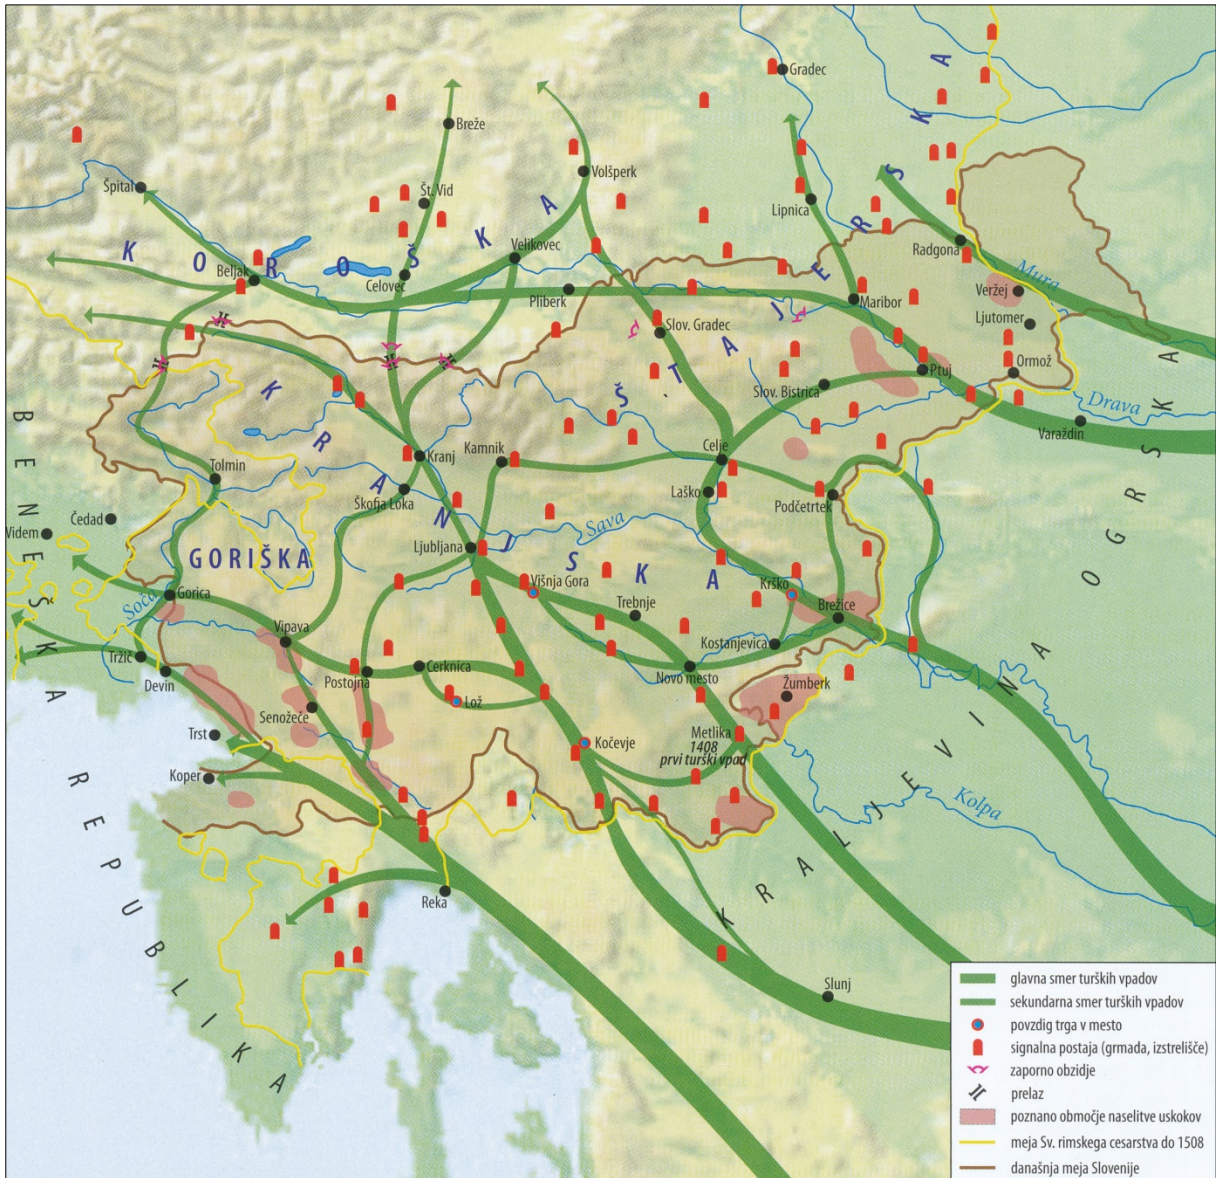 Gradec
Breže
Volšperk
Špital
Št. Vid
Lipnica
KOROŠKA
Velikovec
Radgona
Beljak
Celovec
Mura
Verzej
Pliberk
Maribor
ŠTAJERSKA
Ljutomer
Slov. Gradec
Ormož
Ptuj
Slov. Bistrica
Drava
Varaždin
KRANJSKA
Kranj
Kamnik
Celje
Tolmin
Škofja Loka
Laško
Podčetrtek
Čedad
Videm
Sava
Ljubljana
GORIŠKA
Višnja Gora
Krško
Soča
Gorica
Trebnje
Brežice
Vipava
Kostanjevica
Tržič
Devin
Postojna
Cerknica
Novo mesto
Lož
Žumberk
Senožeče
Trst
Kočevje
Metlika
1408
prvi turški vpad
Koper
Kolpa
BENEŠKA REPUBLIKA
KRALJEVINA OGRSKA
Reka
Slunj
glavna smer turških vpadov
sekundarna smer turških vpadov
povzdig trga v mesto
signalna postaja (grmada, izstrelišče)
zaporno obzidje
prelaz
poznano območje naselitve uskokov
meja Sv. rimskega cesarstva do 1508
današnja meja Slovenije